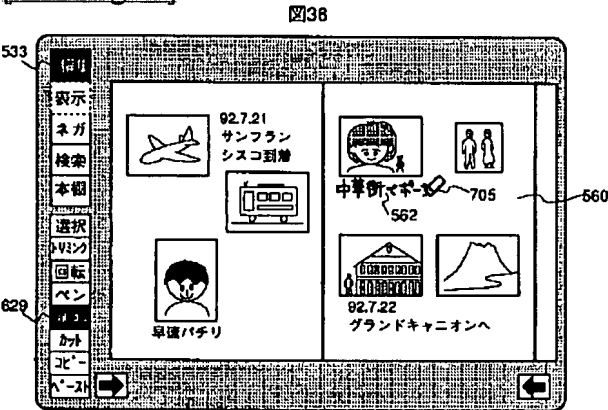 図38
533
表示
ネガ
検索
本棚
選択
トリミング
回転
ペン
629
カット
コピー
ペースト
92.7.21
サンフラン
シスコ到着
早速パチリ
中華街でポーズ
562
705
560
92.7.22
グランドキャニオンへ